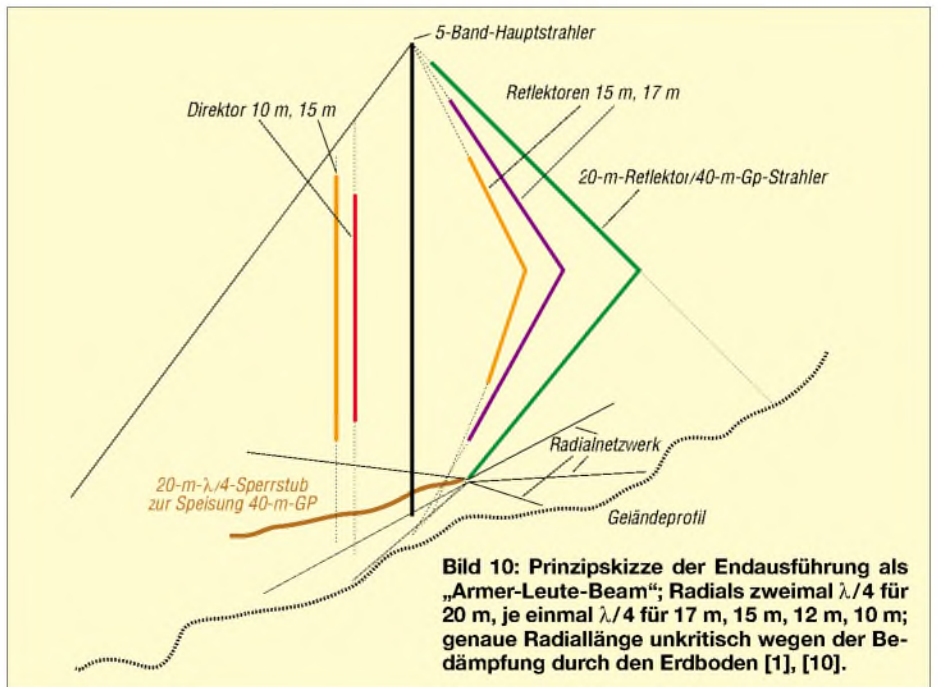 5-Band-Hauptstrahler
Direktor 10 m, 15 m
Reflektoren 15 m, 17 m
20-m-Reflektor/40-m-Gp-Strahler
Radialnetzwerk
20-m-λ/4-Sperrstub
zur Speisung 40-m-GP
Geländeprofil
Bild 10: Prinzipskizze der Endausführung als
„Armer-Leute-Beam“; Radials zweimal λ/4 für
20 m, je einmal λ/4 für 17 m, 15 m, 12 m, 10 m;
genaue Radiallänge unkritisch wegen der Be-
dämpfung durch den Erdboden [1], [10].